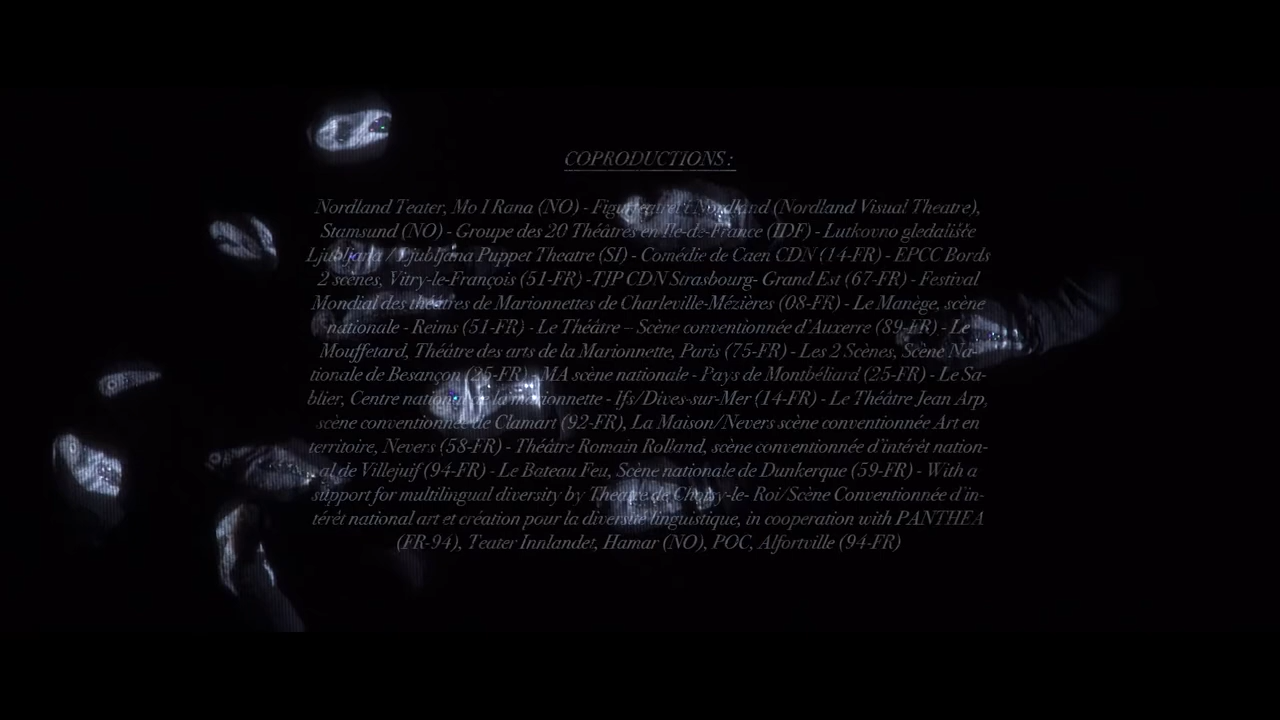 COPRODUCTIONS :
Nordland Teater, Mo I Rana (NO) - Figurteatret i Nordland (Nordland Visual Theatre),
Stamsund (NO) - Groupe des 20 Théâtres en Ile-de-France (IDF) - Lutkovno gledališče
Ljubljana / Ljubljana Puppet Theatre (SI) - Comédie de Caen CDN (14-FR) - EPCC Bords
2 scènes, Vitry-le-François (51-FR) -TJP CDN Strasbourg- Grand Est (67-FR) - Festival
Mondial des théâtres de Marionnettes de Charleville-Mézières (08-FR) - Le Manège, scène
nationale - Reims (51-FR) - Le Théâtre – Scène conventionnée d'Auxerre (89-FR) - Le
Mouffetard, Théâtre des arts de la Marionnette, Paris (75-FR) - Les 2 Scènes, Scène Na-
tionale de Besançon (25-FR) - MA scène nationale - Pays de Montbéliard (25-FR) - Le Sa-
blier, Centre national de la marionnette - Ifs/Dives-sur-Mer (14-FR) - Le Théâtre Jean Arp,
scène conventionnée de Clamart (92-FR), La Maison/Nevers scène conventionnée Art en
territoire, Nevers (58-FR) - Théâtre Romain Rolland, scène conventionnée d'intérêt nation-
al de Villejuif (94-FR) - Le Bateau Feu, Scène nationale de Dunkerque (59-FR) - With a
support for multilingual diversity by Theatre de Choisy-le- Roi/Scène Conventionnée d'in-
térêt national art et création pour la diversité linguistique, in cooperation with PANTHEA
(FR-94), Teater Innlandet, Hamar (NO), POC, Alfortville (94-FR)